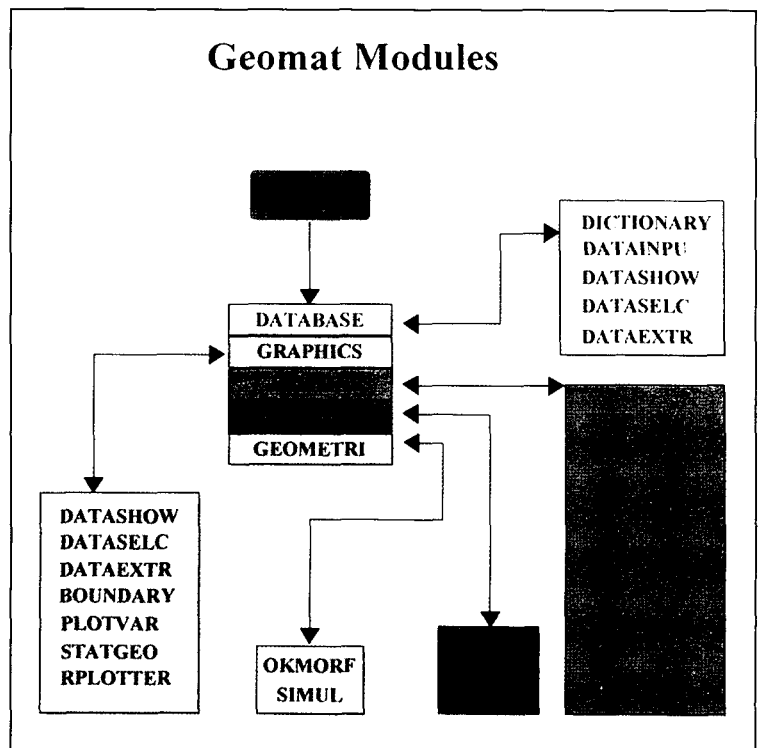 Geomat Modules
DATABASE
GRAPHICS
GEOMETRI
DICTIONARY
DATAINPU
DATASHOW
DATASELC
DATAEXTR
DATASHOW
DATASELC
DATAEXTR
BOUNDARY
PLOTVAR
STATGEO
RPLOTTER
OKMORF
SIMUL